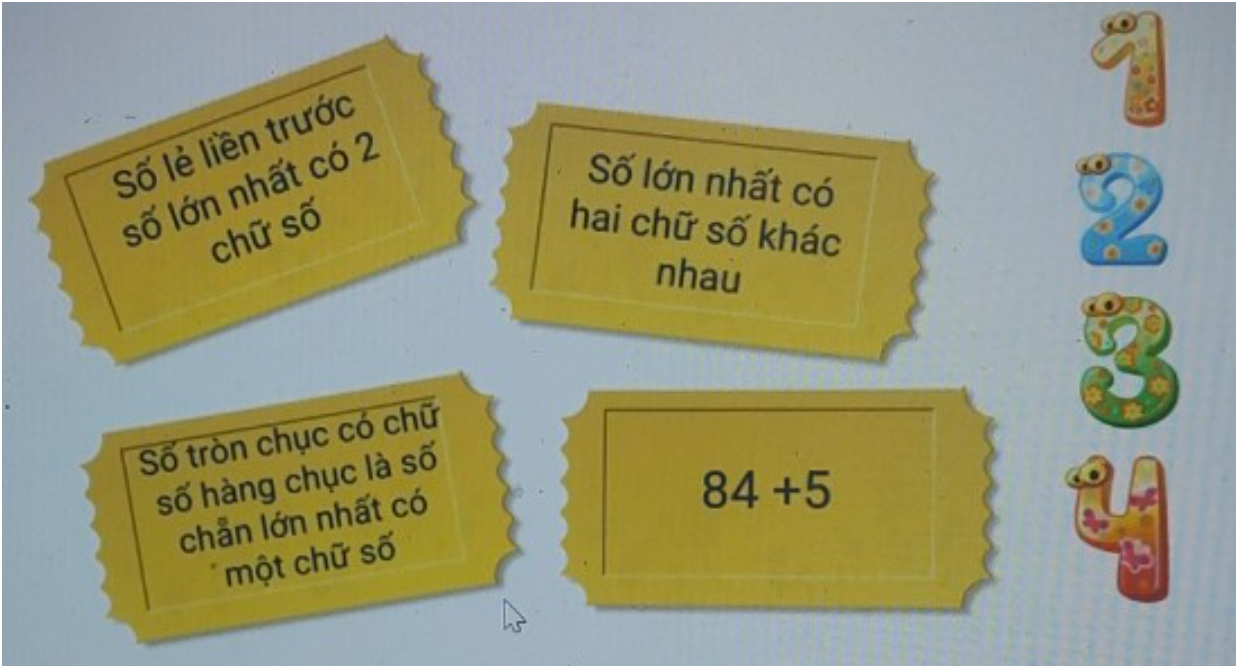 Số lẻ liền trước
số lớn nhất có 2
chữ số
Số lớn nhất có
hai chữ số khác
nhau
Số tròn chục có chữ
số hàng chục là số
chẵn lớn nhất có
một chữ số
84 +5
1
2
3
4